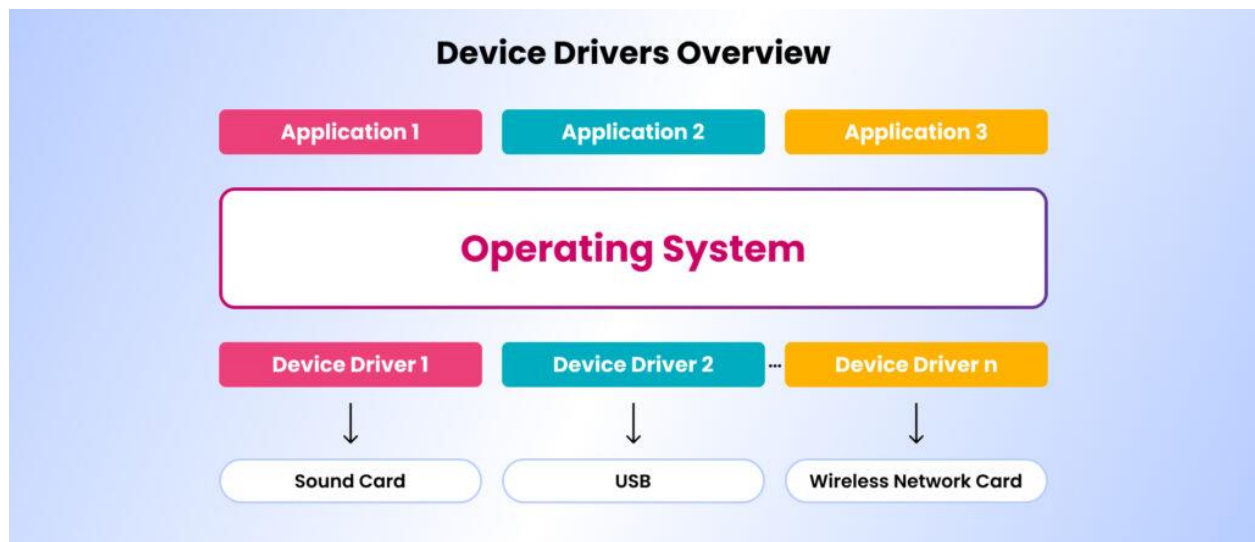 Device Drivers Overview
Application 1
Application 2
Application 3
Operating System
Device Driver 1
Device Driver 2
...
Device Driver n
Sound Card
USB
Wireless Network Card